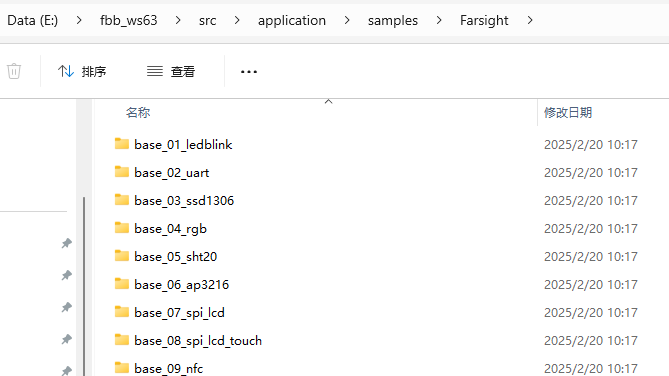 Data (E:) > fbb_ws63 > src > application > samples > Farsight >
排序 查看 ...
名称 修改日期
base_01_ledblink 2025/2/20 10:17
base_02_uart 2025/2/20 10:17
base_03_ssd1306 2025/2/20 10:17
base_04_rgb 2025/2/20 10:17
base_05_sht20 2025/2/20 10:17
base_06_ap3216 2025/2/20 10:17
base_07_spi_lcd 2025/2/20 10:17
base_08_spi_lcd_touch 2025/2/20 10:17
base_09_nfc 2025/2/20 10:17